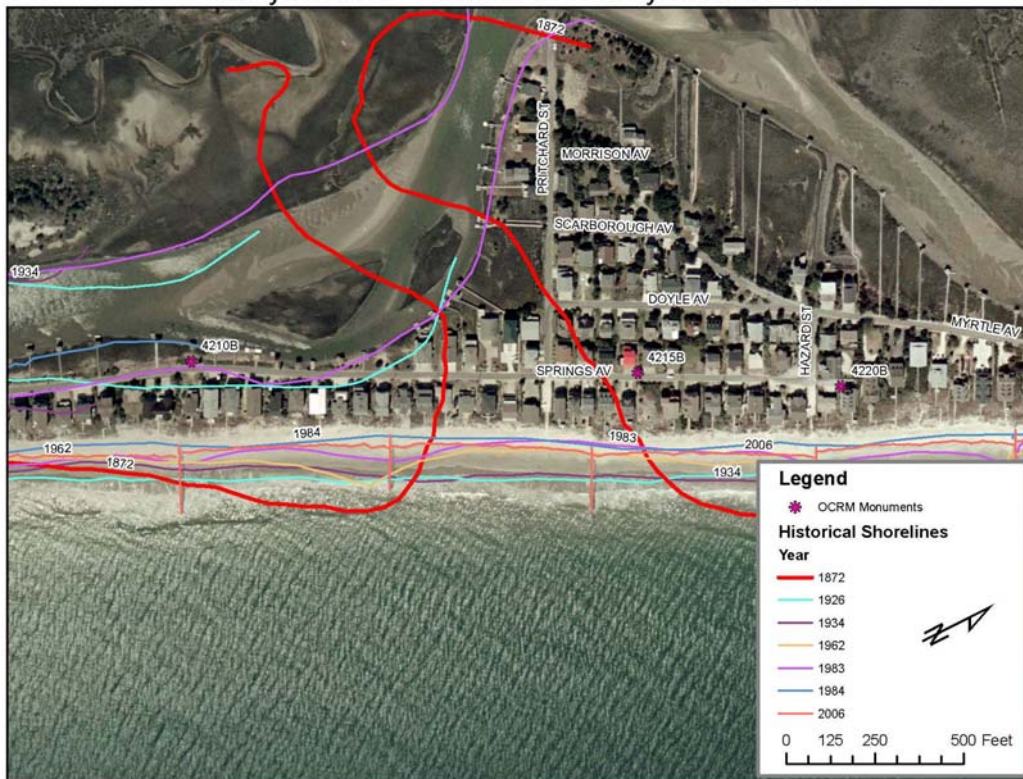 1872
PRITCHARD ST
MORRISON AV
SCARBOROUGH AV
1934
DOYLE AV
MYRTLE AV
HAZARD ST
4210B
4215B
SPRINGS AV
4220B
1984
1983
1962
2006
1872
1934
Legend
OCRM Monuments
Historical Shorelines
Year
1872
1926
1934
1962
1983
1984
2006
N
0 125 250 500 Feet